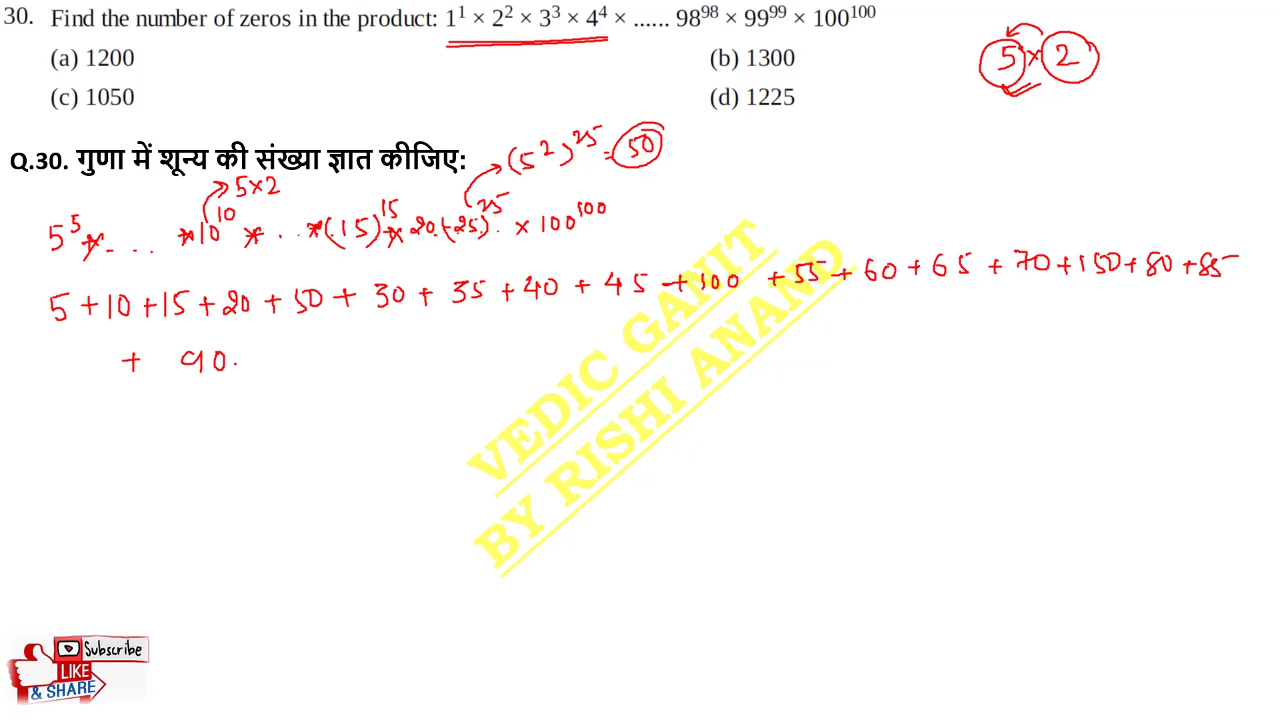 30. Find the number of zeros in the product: 1¹ × 2² × 3³ × 4⁴ × ...... 98⁹⁸ × 99⁹⁹ × 100¹⁰⁰
(a) 1200 (b) 1300
5 × 2
(c) 1050 (d) 1225
Q.30. गुणा में शून्य की संख्या ज्ञात कीजिए:
(5²)²⁵ = 50
5×2
5⁵ × . . . × 10¹⁰ × . . . × (15)¹⁵ × 20 . (25)²⁵ . × 100¹⁰⁰
5 + 10 + 15 + 20 + 50 + 30 + 35 + 40 + 45 + 100 + 55 + 60 + 65 + 70 + 150 + 80 + 85
+ 90.
VEDIC GANIT
BY RISHI ANAND
Subscribe
LIKE
& SHARE